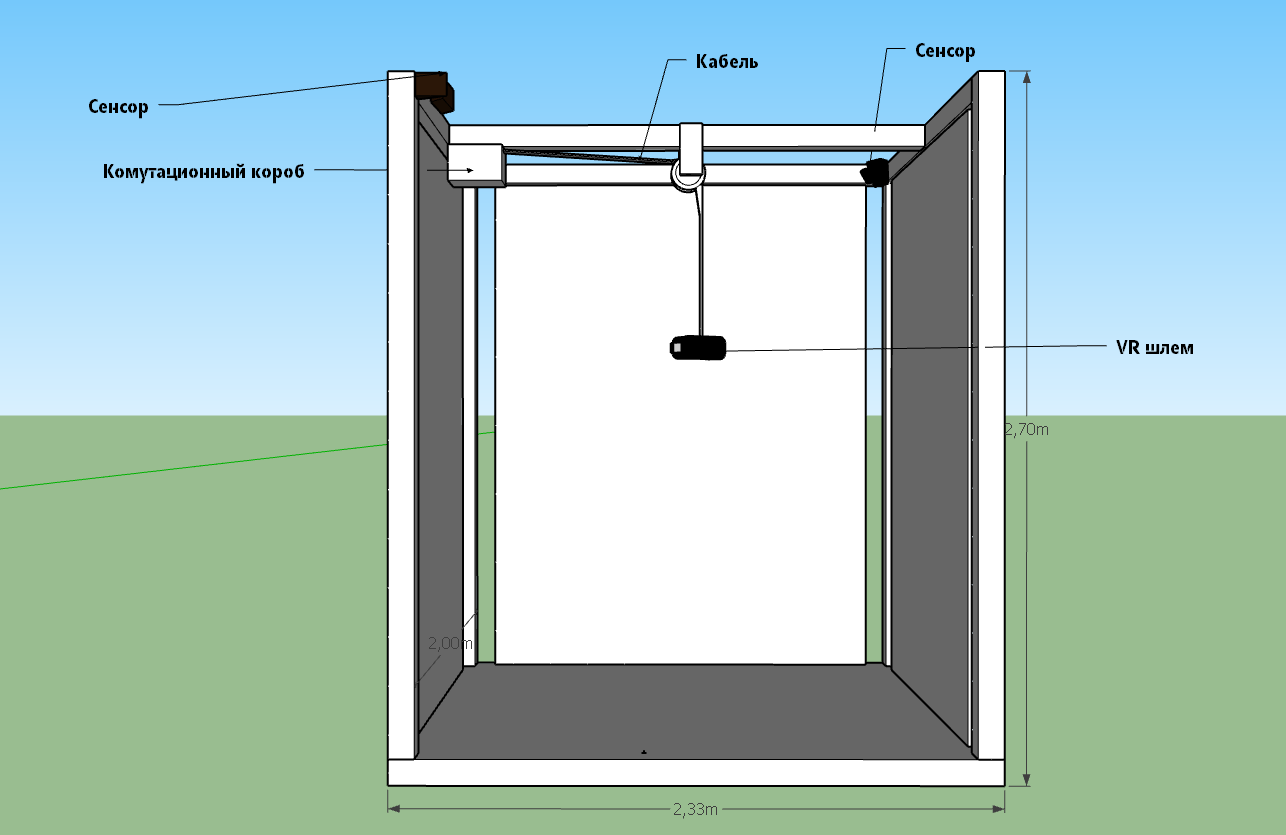 Сенсор
Кабель
Сенсор
Комутационный короб
VR шлем
2,70m
2,00m
2,33m